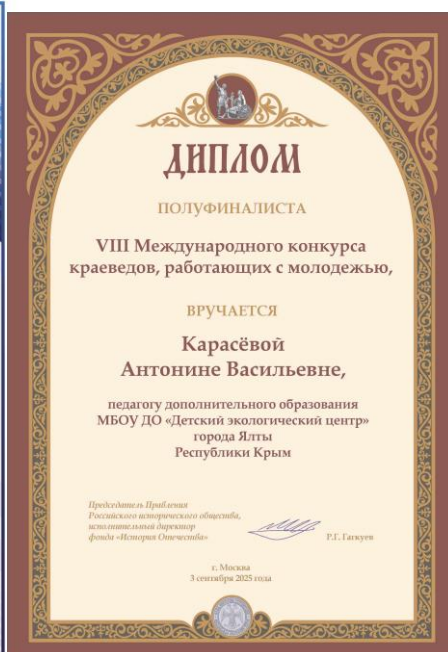 ДИПЛОМ
ПОЛУФИНАЛИСТА
VIII Международного конкурса
краеведов, работающих с молодежью,
ВРУЧАЕТСЯ
Карасёвой
Антонине Васильевне,
педагогу дополнительного образования
МБОУ ДО «Детский экологический центр»
города Ялты
Республики Крым
Председатель Правления
Российского исторического общества,
исполнительный директор
фонда «История Отечества»
Р.Г. Гагкуев
г. Москва
3 сентября 2025 года